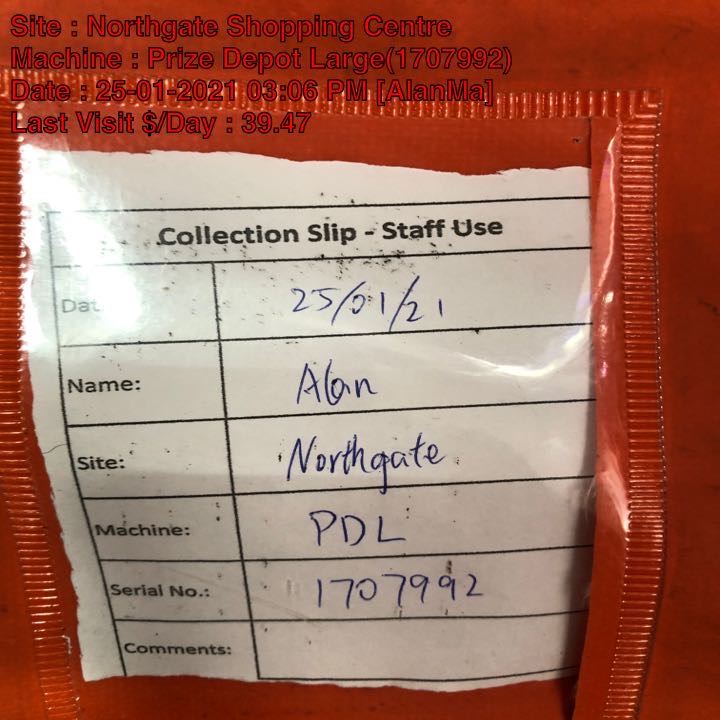 Site : Northgate Shopping Centre
Machine : Prize Depot Large(1707992)
Date : 25-01-2021 03:06 PM [AlanMa]
Last Visit $/Day : 39.47
Collection Slip - Staff Use
Dat 25/01/21
Name: Alan
Site: Northgate
Machine: PDL
Serial No.: 1707992
Comments: